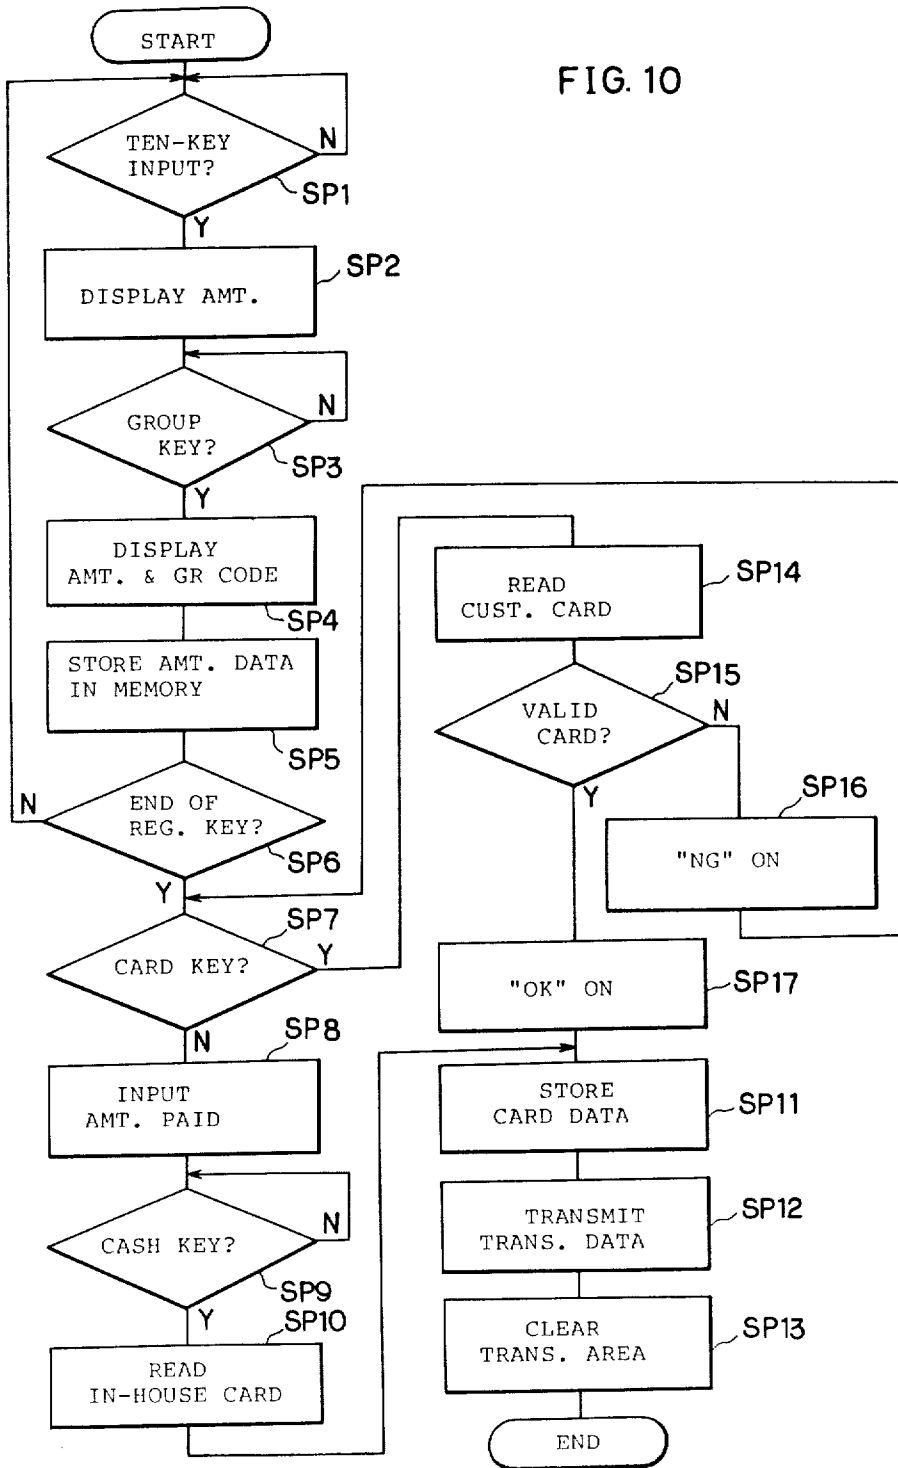 FIG. 10
START
TEN-KEY
INPUT?
N
SP1
Y
DISPLAY AMT.
SP2
GROUP
KEY?
N
SP3
Y
DISPLAY
AMT. & GR CODE
SP4
STORE AMT. DATA
IN MEMORY
SP5
N
END OF
REG. KEY?
SP6
Y
SP7
CARD KEY?
Y
N
SP8
INPUT
AMT. PAID
CASH KEY?
N
SP9
Y
SP10
READ
IN-HOUSE CARD
READ
CUST. CARD
SP14
SP15
VALID
CARD?
N
Y
SP16
"NG" ON
"OK" ON
SP17
STORE
CARD DATA
SP11
TRANSMIT
TRANS. DATA
SP12
CLEAR
TRANS. AREA
SP13
END